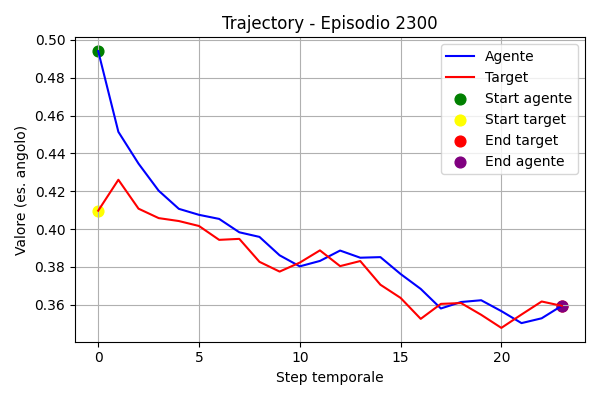 Trajectory - Episodio 2300
Valore (es. angolo)
0.50
0.48
0.46
0.44
0.42
0.40
0.38
0.36
Agente
Target
Start agente
Start target
End target
End agente
0
5
10
15
20
Step temporale